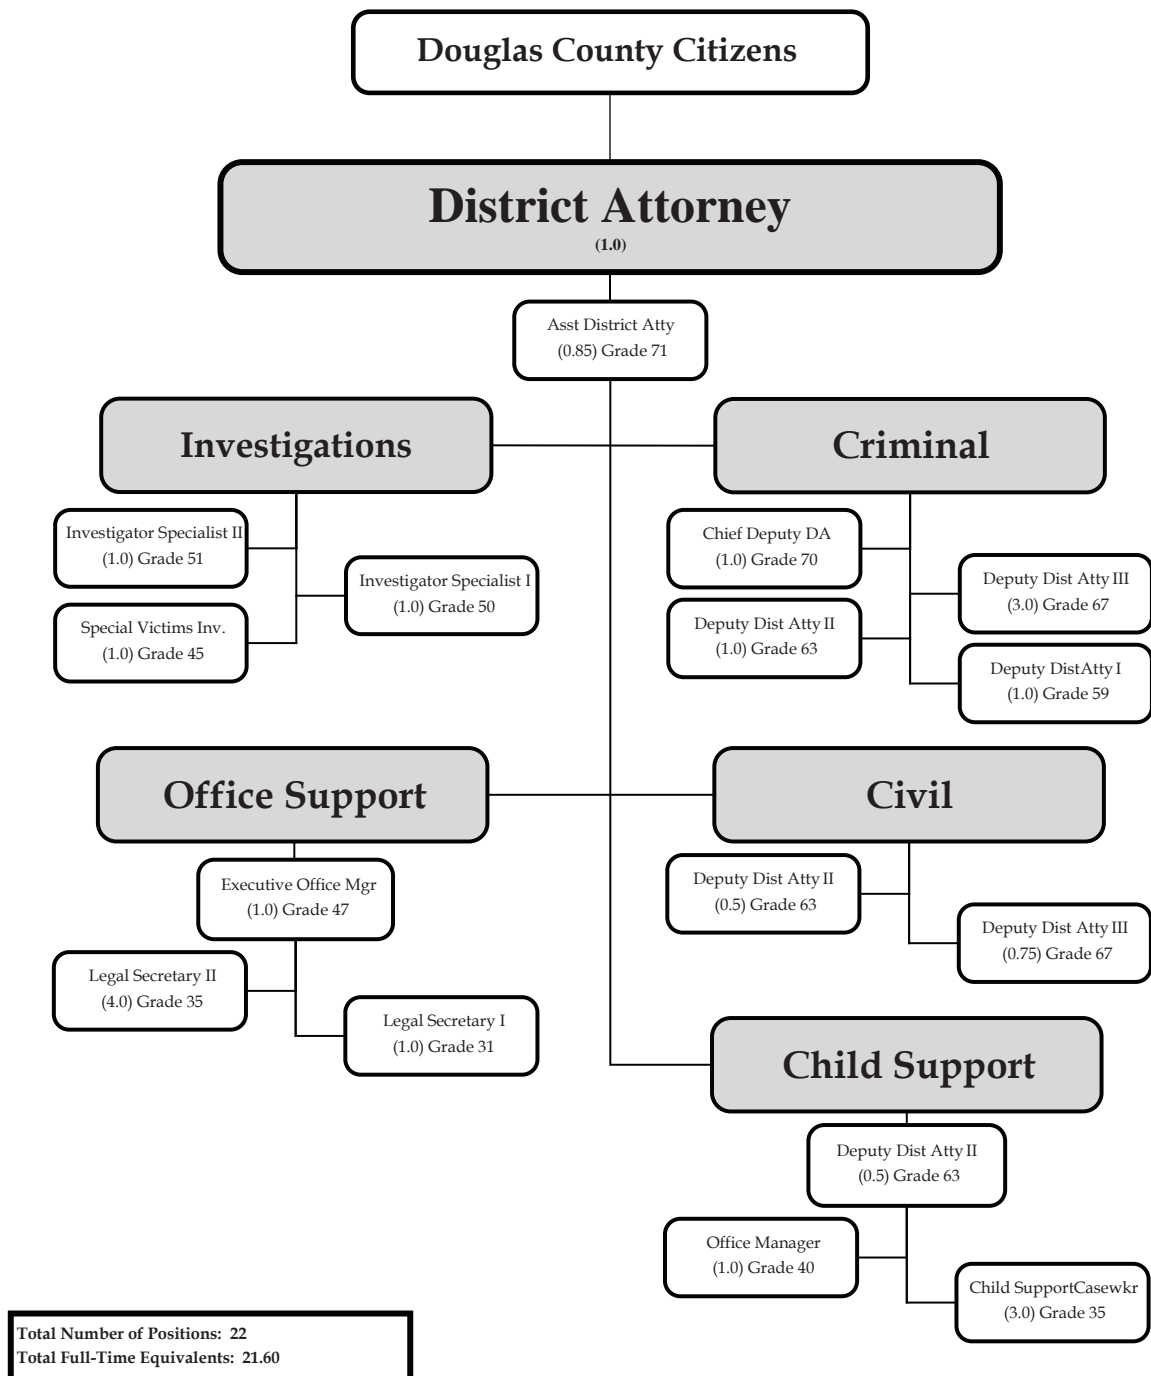 Douglas County Citizens
District Attorney
(1.0)
Asst District Atty
(0.85) Grade 71
Investigations
Investigator Specialist II
(1.0) Grade 51
Investigator Specialist I
(1.0) Grade 50
Special Victims Inv.
(1.0) Grade 45
Criminal
Chief Deputy DA
(1.0) Grade 70
Deputy Dist Atty III
(3.0) Grade 67
Deputy Dist Atty II
(1.0) Grade 63
Deputy DistAtty I
(1.0) Grade 59
Office Support
Executive Office Mgr
(1.0) Grade 47
Legal Secretary II
(4.0) Grade 35
Legal Secretary I
(1.0) Grade 31
Civil
Deputy Dist Atty II
(0.5) Grade 63
Deputy Dist Atty III
(0.75) Grade 67
Child Support
Deputy Dist Atty II
(0.5) Grade 63
Office Manager
(1.0) Grade 40
Child SupportCasewkr
(3.0) Grade 35
Total Number of Positions: 22
Total Full-Time Equivalents: 21.60